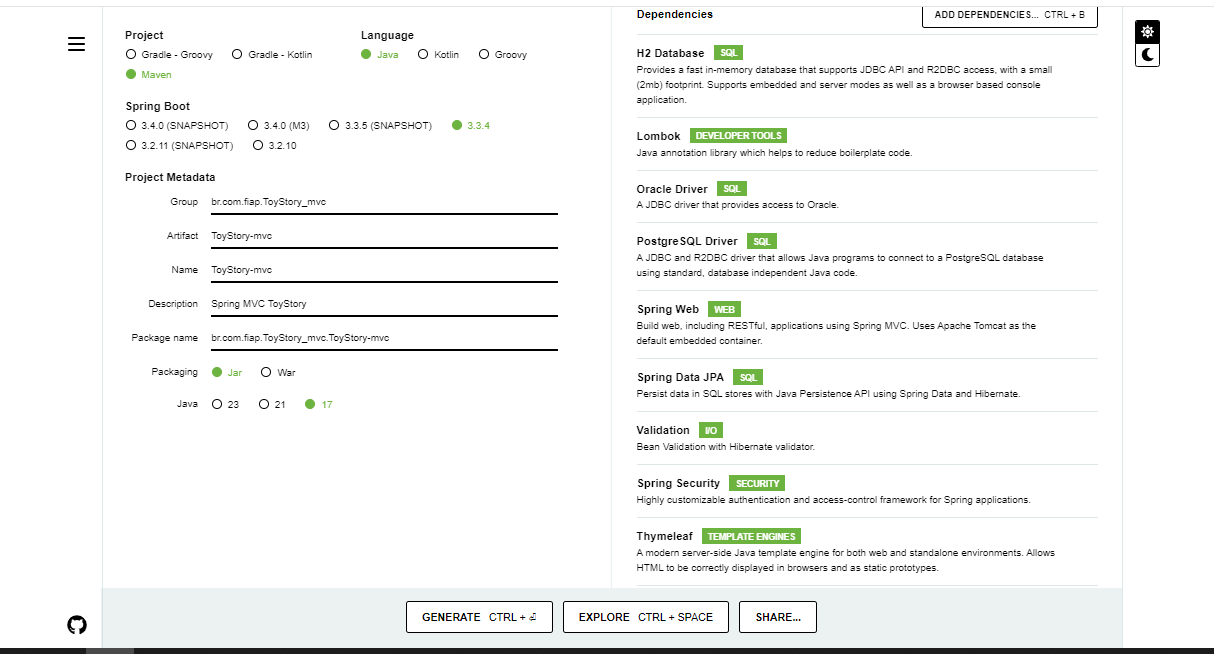 Project
Language
Gradle - Groovy Gradle - Kotlin
Java Kotlin Groovy
Maven
Spring Boot
3.4.0 (SNAPSHOT) 3.4.0 (M3) 3.3.5 (SNAPSHOT) 3.3.4
3.2.11 (SNAPSHOT) 3.2.10
Project Metadata
Group br.com.fiap.ToyStory_mvc
Artifact ToyStory-mvc
Name ToyStory-mvc
Description Spring MVC ToyStory
Package name br.com.fiap.ToyStory_mvc.ToyStory-mvc
Packaging Jar War
Java 23 21 17
Dependencies
ADD DEPENDENCIES... CTRL + B
H2 Database SQL
Provides a fast in-memory database that supports JDBC API and R2DBC access, with a small
(2mb) footprint. Supports embedded and server modes as well as a browser based console
application.
Lombok DEVELOPER TOOLS
Java annotation library which helps to reduce boilerplate code.
Oracle Driver SQL
A JDBC driver that provides access to Oracle.
PostgreSQL Driver SQL
A JDBC and R2DBC driver that allows Java programs to connect to a PostgreSQL database
using standard, database independent Java code.
Spring Web WEB
Build web, including RESTful, applications using Spring MVC. Uses Apache Tomcat as the
default embedded container.
Spring Data JPA SQL
Persist data in SQL stores with Java Persistence API using Spring Data and Hibernate.
Validation I/O
Bean Validation with Hibernate validator.
Spring Security SECURITY
Highly customizable authentication and access-control framework for Spring applications.
Thymeleaf TEMPLATE ENGINES
A modern server-side Java template engine for both web and standalone environments. Allows
HTML to be correctly displayed in browsers and as static prototypes.
GENERATE CTRL + ⏎
EXPLORE CTRL + SPACE
SHARE...